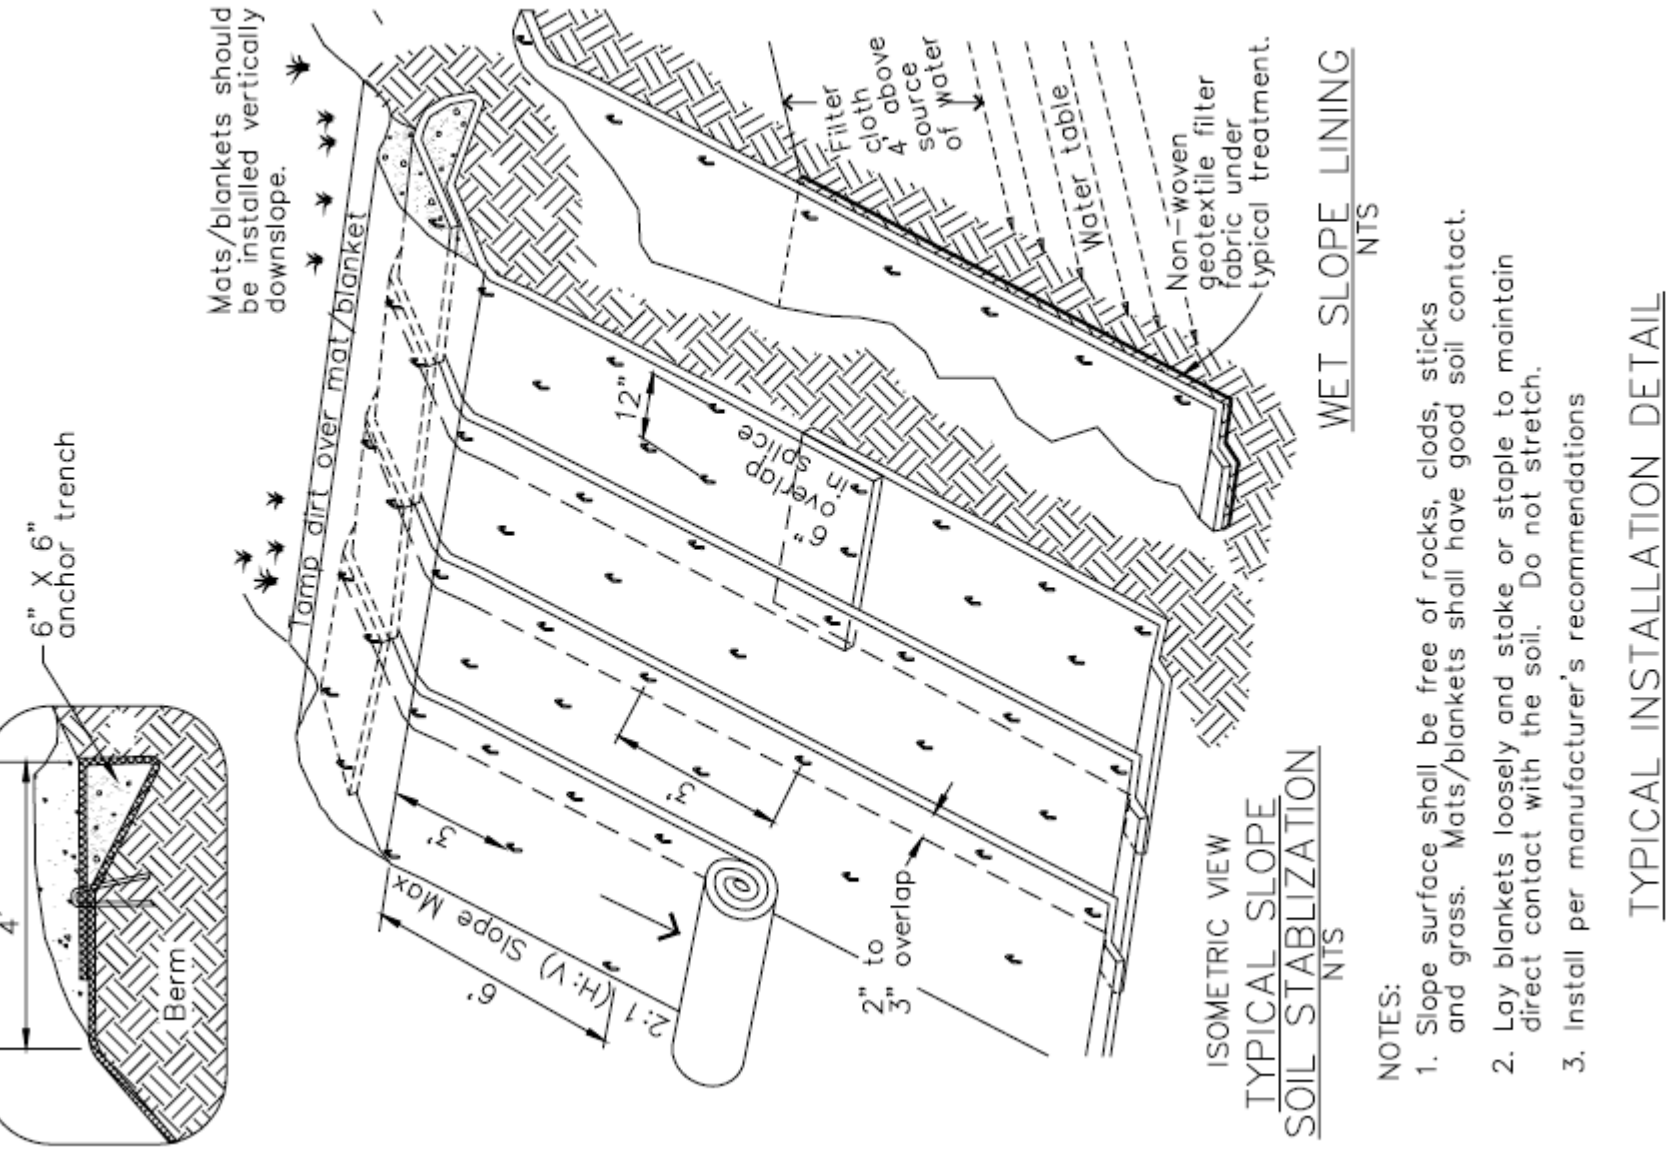 6" X 6"
anchor trench
4'
Berm
Mats/blankets should
be installed vertically
downslope.
Tamp dirt over mat/blanket
12"
6"
overlap
in splice
3'
3'
6'
2:1 (H:V) Slope Max
2" to
3" overlap
ISOMETRIC VIEW
TYPICAL SLOPE
SOIL STABLIZATION
NTS
Filter
cloth
4' above
source
of water
Water table
Non-woven
geotextile filter
fabric under
typical treatment.
WET SLOPE LINING
NTS
NOTES:
1. Slope surface shall be free of rocks, clods, sticks
and grass. Mats/blankets shall have good soil contact.
2. Lay blankets loosely and stake or staple to maintain
direct contact with the soil. Do not stretch.
3. Install per manufacturer's recommendations
TYPICAL INSTALLATION DETAIL